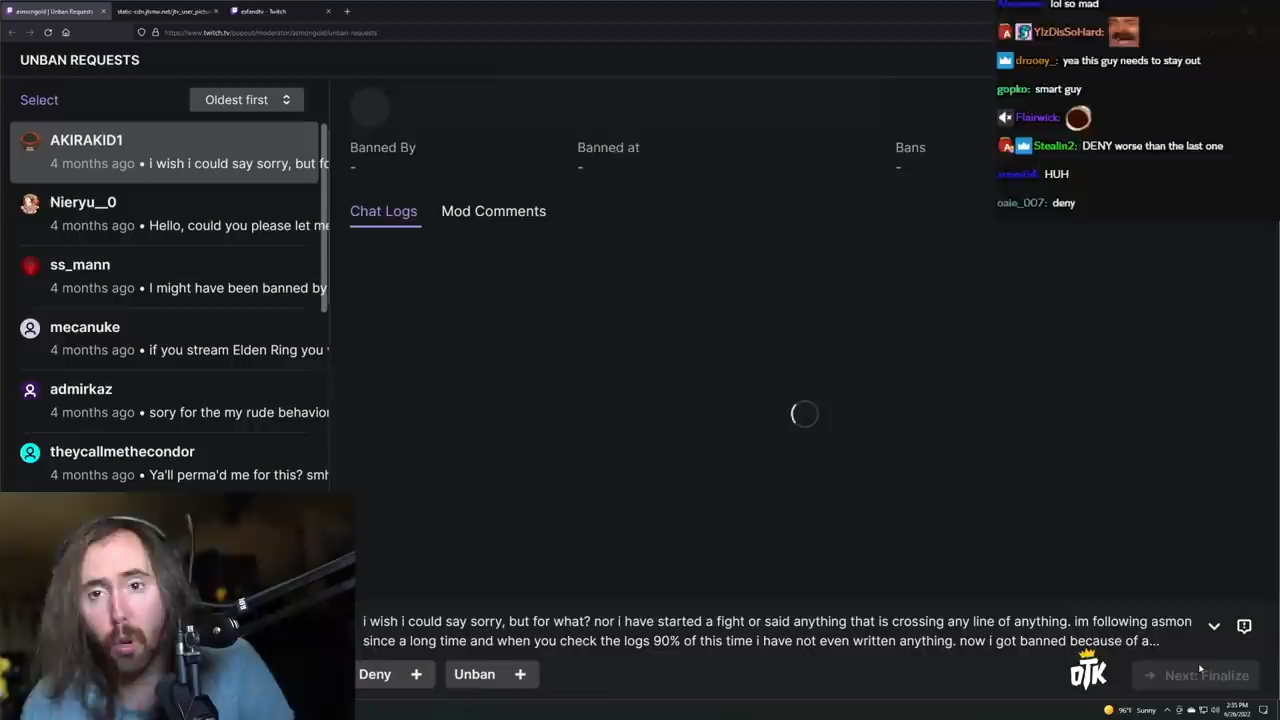 asmongold | Unban Requests
static-cdn.jtvnw.net/jtv_user_pictu
esfandtv - Twitch
https://www.twitch.tv/popout/moderator/asmongold/unban-requests
UNBAN REQUESTS
Select
Oldest first
AKIRAKID1
4 months ago • i wish i could say sorry, but fo
Nieryu__0
4 months ago • Hello, could you please let me
ss_mann
4 months ago • I might have been banned by
mecanuke
4 months ago • if you stream Elden Ring you
admirkaz
4 months ago • sory for the my rude behavior
theycallmethecondor
4 months ago • Ya'll perma'd me for this? smh
Banned By
-
Banned at
-
Bans
-
Chat Logs
Mod Comments
lol so mad
YizDisSoHard:
drooey_: yea this guy needs to stay out
gopko: smart guy
Flairwick:
Stealin2: DENY worse than the last one
HUH
oale_007: deny
i wish i could say sorry, but for what? nor i have started a fight or said anything that is crossing any line of anything. im following asmon
since a long time and when you check the logs 90% of this time i have not even written anything. now i got banned because of a...
Deny +
Unban +
OTK
Next: Finalize
96°F Sunny
2:35 PM
4/26/2022